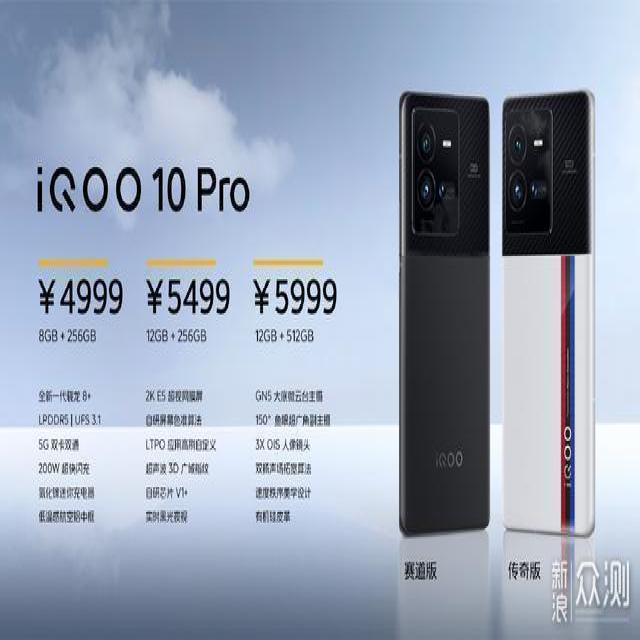 iQOO 10 Pro
¥4999 ¥5499 ¥5999
8GB + 256GB 12GB + 256GB 12GB + 512GB
全新一代骁龙 8+ 2K E5 超视网膜屏 GN5 大底微云台主摄
LPDDR5 | UFS 3.1 自研屏幕色准算法 150° 鱼眼超广角副主摄
5G 双卡双通 LTPO 应用高刷自定义 3X OIS 人像镜头
200W 超快闪充 超声波 3D 广域指纹 双扬声场拓宽算法
氮化镓迷你充电器 自研芯片 V1+ 速度秩序美学设计
低温感航空铝中框 实时黑光夜视 有机硅皮革
iQOO
iQOO
赛道版 传奇版
新浪众测